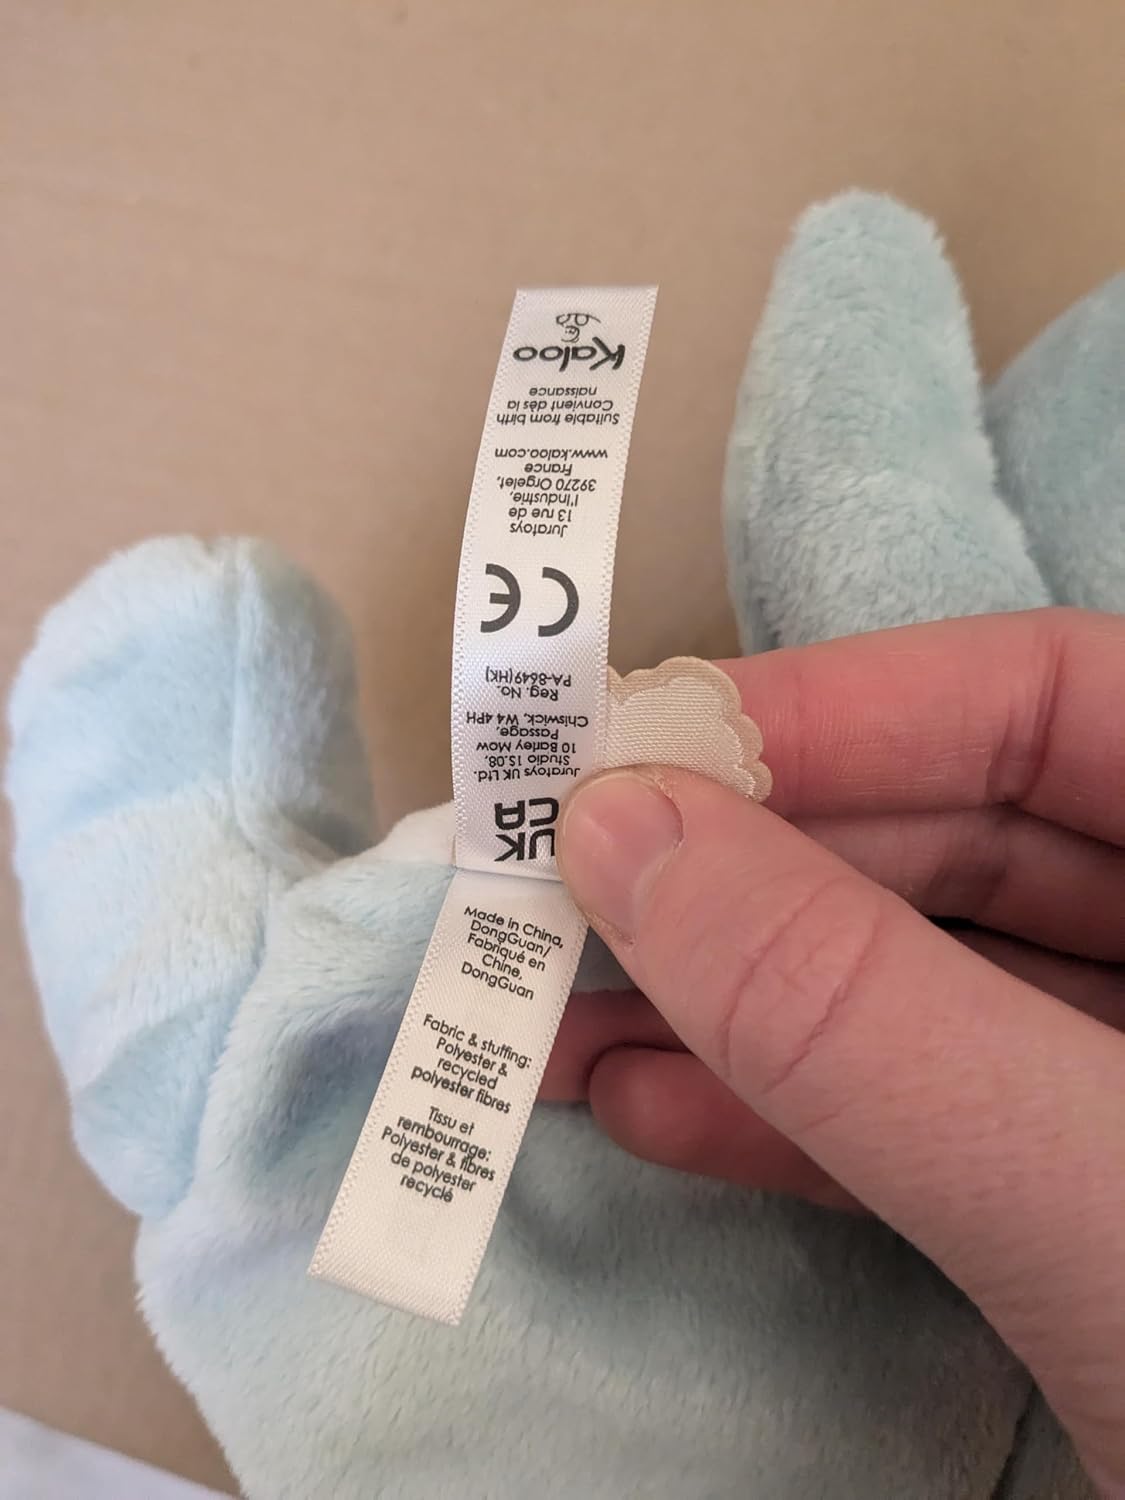 Kaloo
Suitable from birth
Convient dès la
naissance
www.kaloo.com
Juratoys
13 rue de
l'industrie,
39270 Orgelet,
France
CE
Reg. No.
PA-8649(HK)
Juratoys UK Ltd.
Studio 15.08,
10 Barley Mow
Passage,
Chiswick, W4 4PH
UK
CA
Made in China,
DongGuan/
Fabriqué en
Chine,
DongGuan
Fabric & stuffing:
Polyester &
recycled
polyester fibres
Tissu et
rembourrage:
Polyester & fibres
de polyester
recyclé